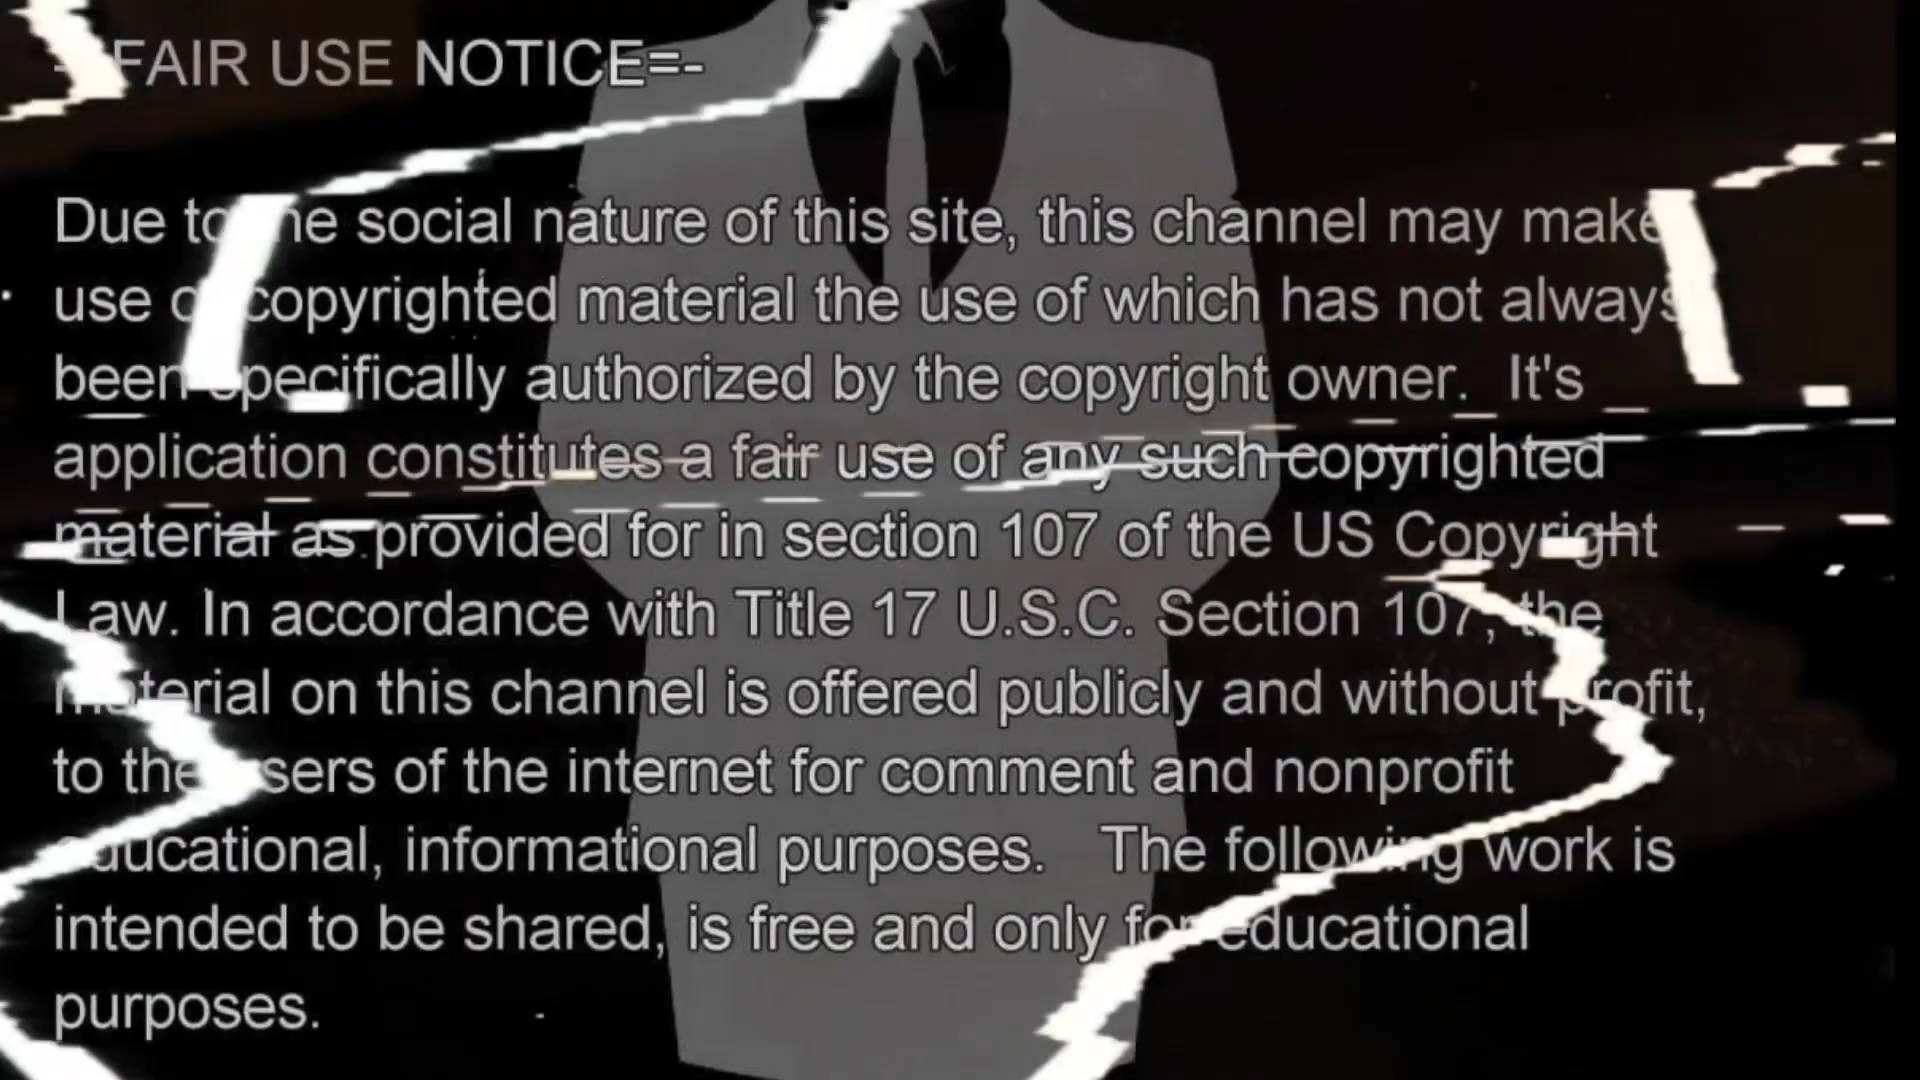 -=FAIR USE NOTICE=-
Due to the social nature of this site, this channel may make
use of copyrighted material the use of which has not always
been specifically authorized by the copyright owner.  It's
application constitutes a fair use of any such copyrighted
material as provided for in section 107 of the US Copyright
Law. In accordance with Title 17 U.S.C. Section 107, the
material on this channel is offered publicly and without profit,
to the users of the internet for comment and nonprofit
educational, informational purposes.   The following work is
intended to be shared, is free and only for educational
purposes.